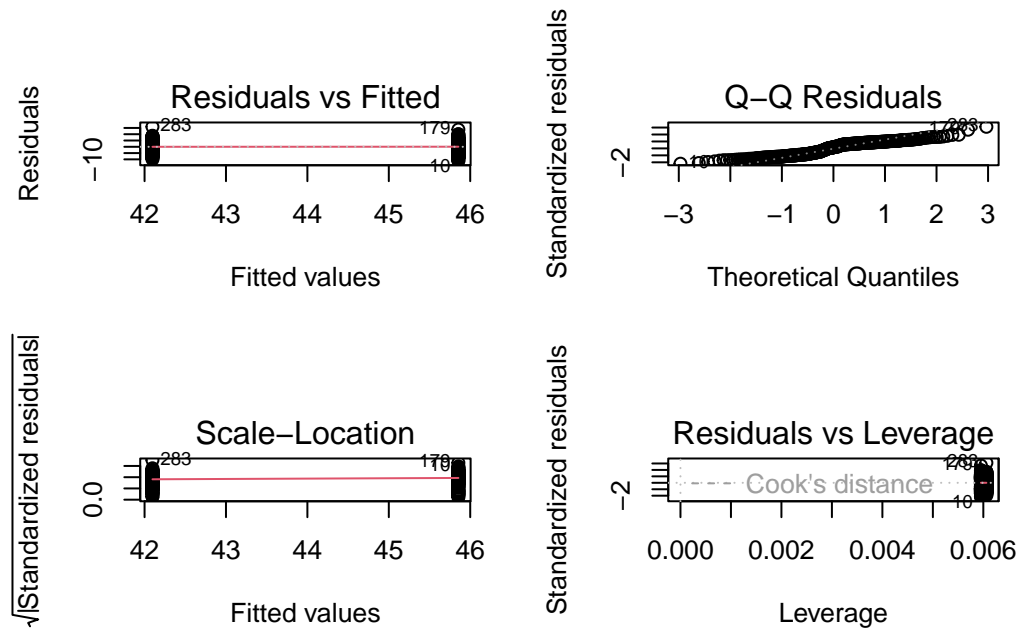 Residuals vs Fitted
Residuals
−10
283
179
10
42 43 44 45 46
Fitted values
Q−Q Residuals
Standardized residuals
−2
283
10
−3 −1 0 1 2 3
Theoretical Quantiles
Scale−Location
√|Standardized residuals|
0.0
283
179
42 43 44 45 46
Fitted values
Residuals vs Leverage
Standardized residuals
−2
Cook's distance
10
0.000 0.002 0.004 0.006
Leverage